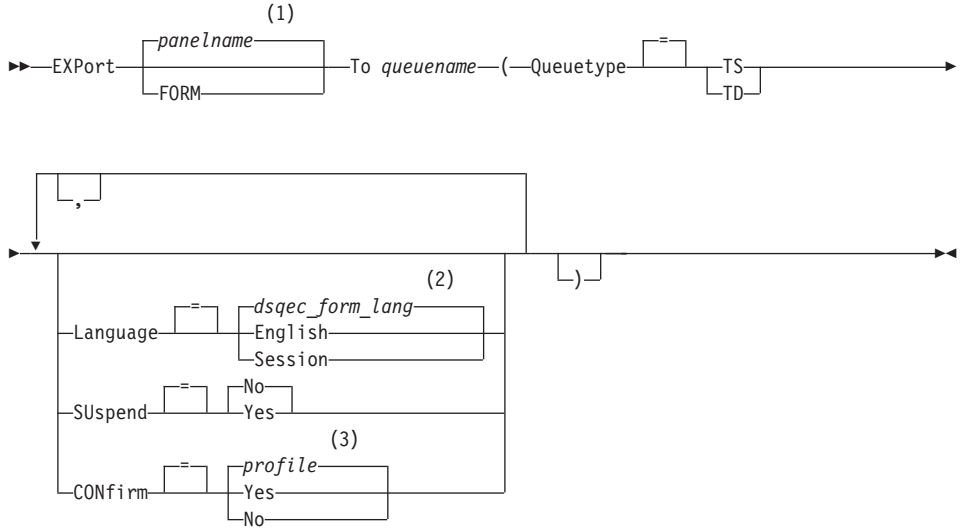 (1)
panelname
EXPort To queuename ( Queuetype = TS
FORM TD
,
)
(2)
Language = dsqec_form_lang
English
Session
SUspend = No
Yes
(3)
CONfirm = profile
Yes
No